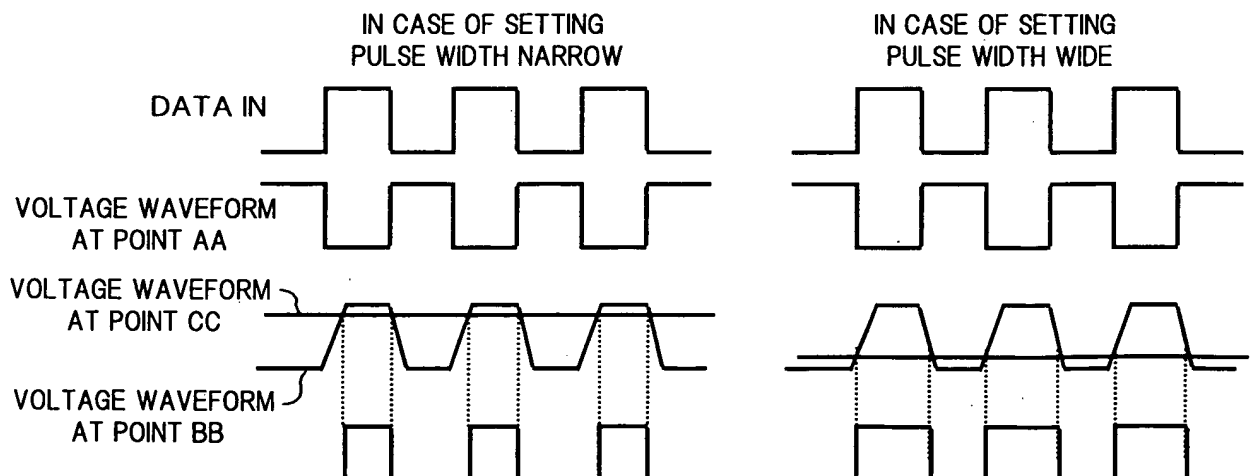 IN CASE OF SETTING
PULSE WIDTH NARROW
IN CASE OF SETTING
PULSE WIDTH WIDE
DATA IN
VOLTAGE WAVEFORM
AT POINT AA
VOLTAGE WAVEFORM
AT POINT CC
VOLTAGE WAVEFORM
AT POINT BB